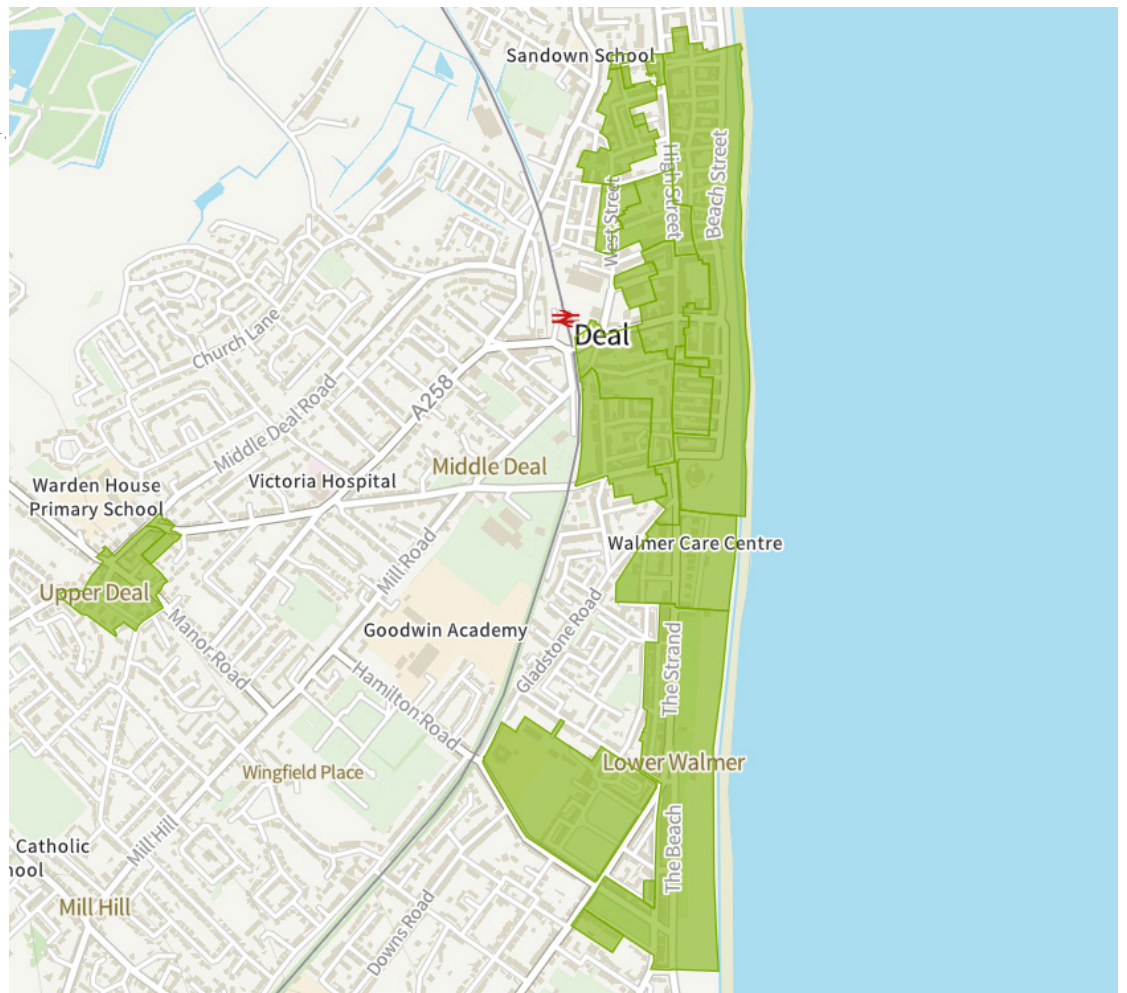 Sandown School
High Street
Beach Street
West Street
Deal
Church Lane
A258
Middle Deal Road
Middle Deal
Victoria Hospital
Warden House
Primary School
Walmer Care Centre
Upper Deal
Mill Road
Manor Road
Goodwin Academy
Gladstone Road
Hamilton Road
The Strand
Lower Walmer
Wingfield Place
Mill Hill
Catholic
hool
The Beach
Mill Hill
Downs Road